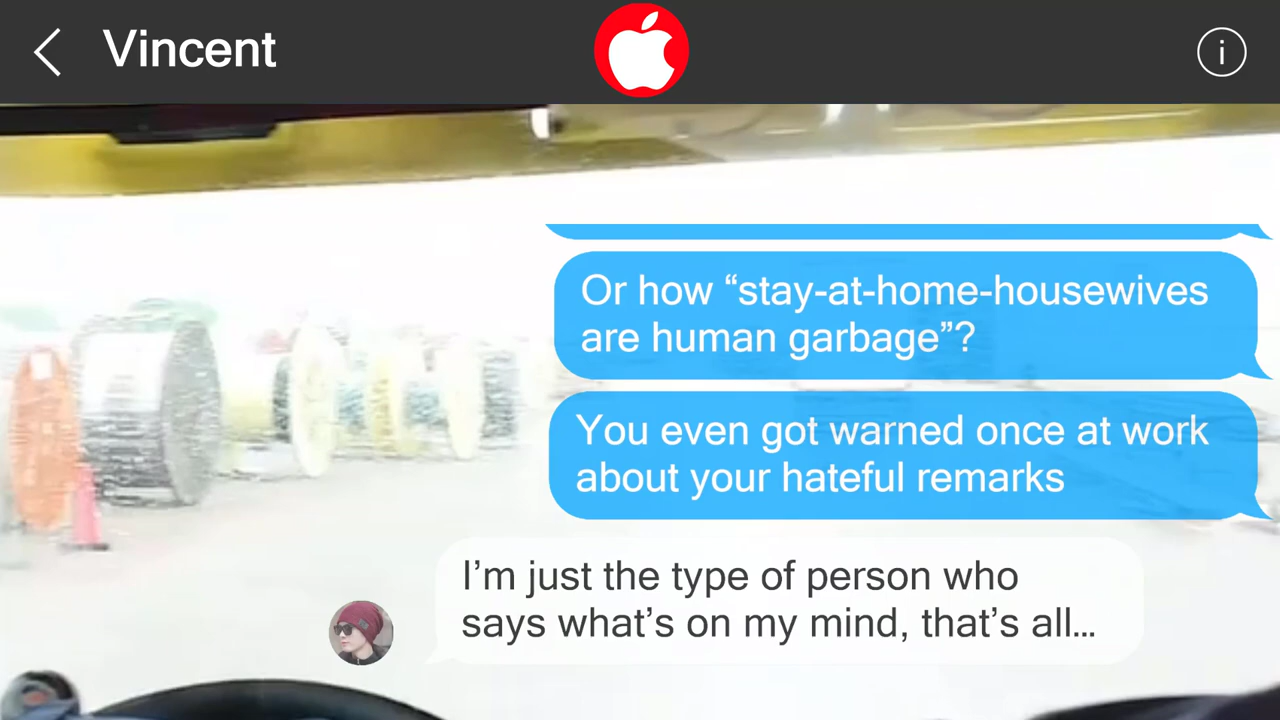 Vincent
i
Or how “stay-at-home-housewives
are human garbage”?
You even got warned once at work
about your hateful remarks
I’m just the type of person who
says what’s on my mind, that’s all...